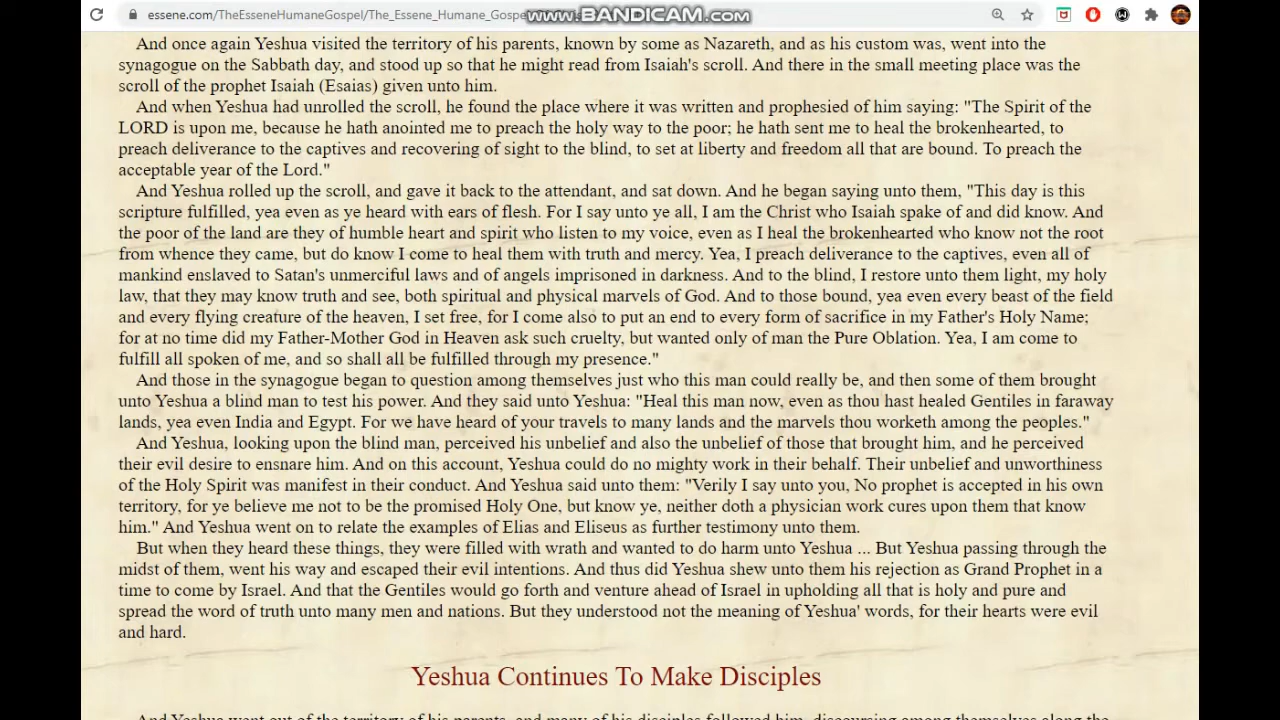 essene.com/TheEsseneHumaneGospel/The_Essene_Humane_Gospe
www.BANDICAM.com
And once again Yeshua visited the territory of his parents, known by some as Nazareth, and as his custom was, went into the
synagogue on the Sabbath day, and stood up so that he might read from Isaiah's scroll. And there in the small meeting place was the
scroll of the prophet Isaiah (Esaias) given unto him.
And when Yeshua had unrolled the scroll, he found the place where it was written and prophesied of him saying: "The Spirit of the
LORD is upon me, because he hath anointed me to preach the holy way to the poor; he hath sent me to heal the brokenhearted, to
preach deliverance to the captives and recovering of sight to the blind, to set at liberty and freedom all that are bound. To preach the
acceptable year of the Lord."
And Yeshua rolled up the scroll, and gave it back to the attendant, and sat down. And he began saying unto them, "This day is this
scripture fulfilled, yea even as ye heard with ears of flesh. For I say unto ye all, I am the Christ who Isaiah spake of and did know. And
the poor of the land are they of humble heart and spirit who listen to my voice, even as I heal the brokenhearted who know not the root
from whence they came, but do know I come to heal them with truth and mercy. Yea, I preach deliverance to the captives, even all of
mankind enslaved to Satan's unmerciful laws and of angels imprisoned in darkness. And to the blind, I restore unto them light, my holy
law, that they may know truth and see, both spiritual and physical marvels of God. And to those bound, yea even every beast of the field
and every flying creature of the heaven, I set free, for I come also to put an end to every form of sacrifice in my Father's Holy Name;
for at no time did my Father-Mother God in Heaven ask such cruelty, but wanted only of man the Pure Oblation. Yea, I am come to
fulfill all spoken of me, and so shall all be fulfilled through my presence."
And those in the synagogue began to question among themselves just who this man could really be, and then some of them brought
unto Yeshua a blind man to test his power. And they said unto Yeshua: "Heal this man now, even as thou hast healed Gentiles in faraway
lands, yea even India and Egypt. For we have heard of your travels to many lands and the marvels thou worketh among the peoples."
And Yeshua, looking upon the blind man, perceived his unbelief and also the unbelief of those that brought him, and he perceived
their evil desire to ensnare him. And on this account, Yeshua could do no mighty work in their behalf. Their unbelief and unworthiness
of the Holy Spirit was manifest in their conduct. And Yeshua said unto them: "Verily I say unto you, No prophet is accepted in his own
territory, for ye believe me not to be the promised Holy One, but know ye, neither doth a physician work cures upon them that know
him." And Yeshua went on to relate the examples of Elias and Eliseus as further testimony unto them.
But when they heard these things, they were filled with wrath and wanted to do harm unto Yeshua ... But Yeshua passing through the
midst of them, went his way and escaped their evil intentions. And thus did Yeshua shew unto them his rejection as Grand Prophet in a
time to come by Israel. And that the Gentiles would go forth and venture ahead of Israel in upholding all that is holy and pure and
spread the word of truth unto many men and nations. But they understood not the meaning of Yeshua' words, for their hearts were evil
and hard.
Yeshua Continues To Make Disciples
And Yeshua went out of the territory of his parents, and many of his disciples followed him, discoursing among themselves along the